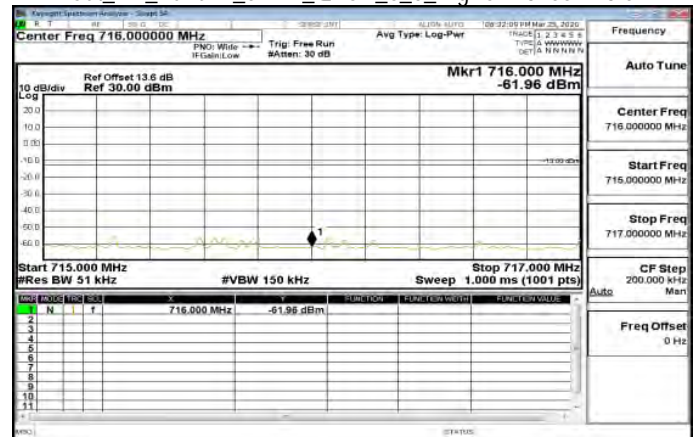 Keysight Spectrum Analyzer - Swept SA
Center Freq 716.000000 MHz
PNO: Wide
IFGain:Low
Trig: Free Run
#Atten: 30 dB
Avg Type: Log-Pwr
08:32:09 PM Mar 25, 2020
TRACE 1 2 3 4 5 6
TYPE A WWWWW
DET A N N N N N
Ref Offset 13.6 dB
Ref 30.00 dBm
10 dB/div
Log
Mkr1 716.000 MHz
-61.96 dBm
20.0
10.0
0.00
-10.0
-20.0
-30.0
-40.0
-50.0
-60.0
-13.00 dBm
1
Start 715.000 MHz
Stop 717.000 MHz
#Res BW 51 kHz
#VBW 150 kHz
Sweep 1.000 ms (1001 pts)
MKR MODE TRC SCL X Y FUNCTION FUNCTION WIDTH FUNCTION VALUE
1 N 1 f 716.000 MHz -61.96 dBm
2
3
4
5
6
7
8
9
10
11
MSG
STATUS
Frequency
Auto Tune
Center Freq
716.000000 MHz
Start Freq
715.000000 MHz
Stop Freq
717.000000 MHz
CF Step
200.000 kHz
Auto Man
Freq Offset
0 Hz